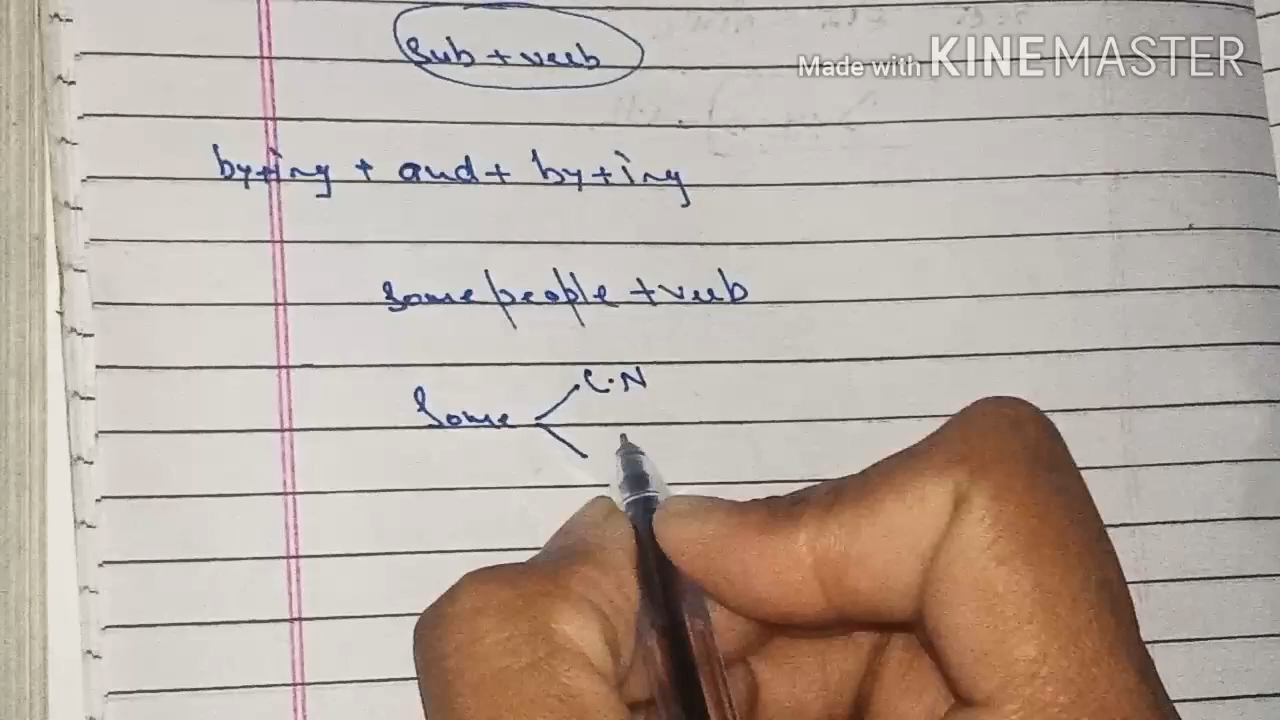 Sub + verb
Made with KINEMASTER
by+ing + and + by+ing
some people + verb
Some
C.N